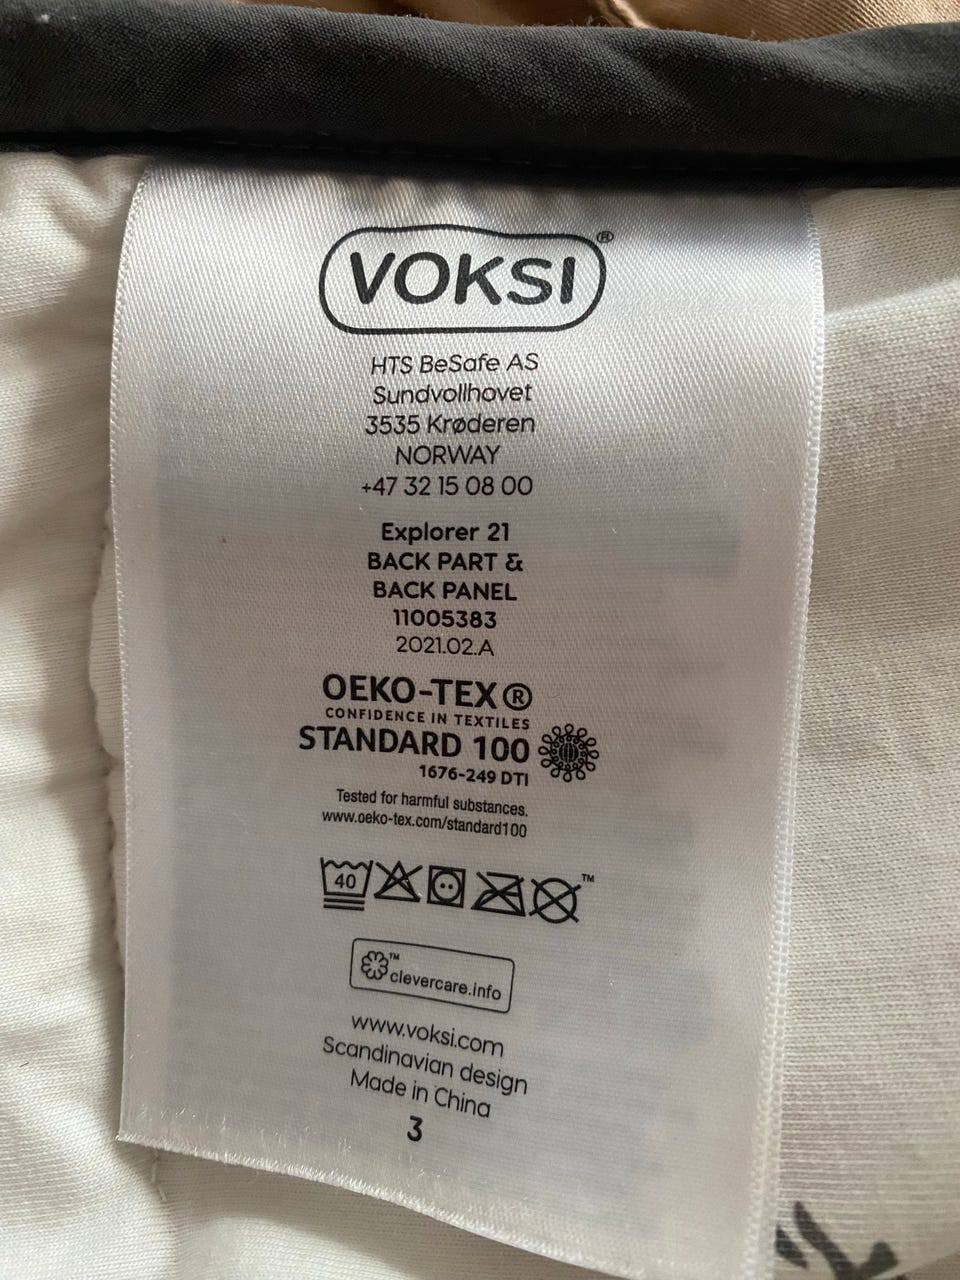 VOKSI®
HTS BeSafe AS
Sundvollhovet
3535 Krøderen
NORWAY
+47 32 15 08 00
Explorer 21
BACK PART &
BACK PANEL
11005383
2021.02.A
OEKO-TEX®
CONFIDENCE IN TEXTILES
STANDARD 100
1676-249 DTI
Tested for harmful substances.
www.oeko-tex.com/standard100
40 ™
™ clevercare.info
www.voksi.com
Scandinavian design
Made in China
3